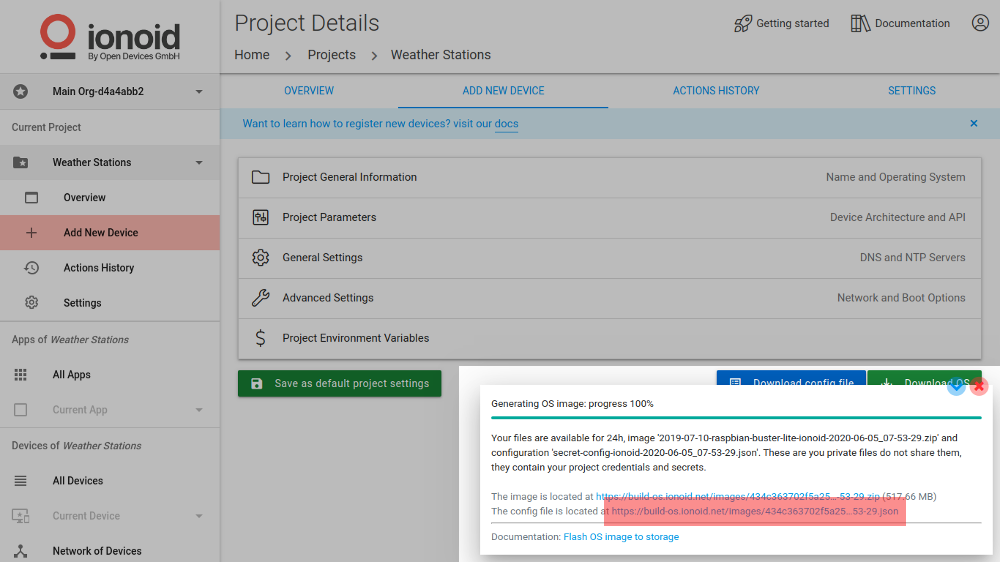 ionoid
By Open Devices GmbH
Project Details
Getting started
Documentation
Home > Projects > Weather Stations
Main Org-d4a4abb2
OVERVIEW
ADD NEW DEVICE
ACTIONS HISTORY
SETTINGS
Want to learn how to register new devices? visit our docs
Current Project
Weather Stations
Overview
Add New Device
Actions History
Settings
Apps of Weather Stations
All Apps
Current App
Devices of Weather Stations
All Devices
Current Device
Network of Devices
Project General Information
Name and Operating System
Project Parameters
Device Architecture and API
General Settings
DNS and NTP Servers
Advanced Settings
Network and Boot Options
Project Environment Variables
Save as default project settings
Download config file
Download OS
Generating OS image: progress 100%
Your files are available for 24h, image '2019-07-10-raspbian-buster-lite-ionoid-2020-06-05_07-53-29.zip' and
configuration 'secret-config-ionoid-2020-06-05_07-53-29.json'. These are you private files do not share them,
they contain your project credentials and secrets.
The image is located at https://build-os.ionoid.net/images/434c363702f5a25...-53-29.zip (517.66 MB)
The config file is located at https://build-os.ionoid.net/images/434c363702f5a25...53-29.json
Documentation: Flash OS image to storage